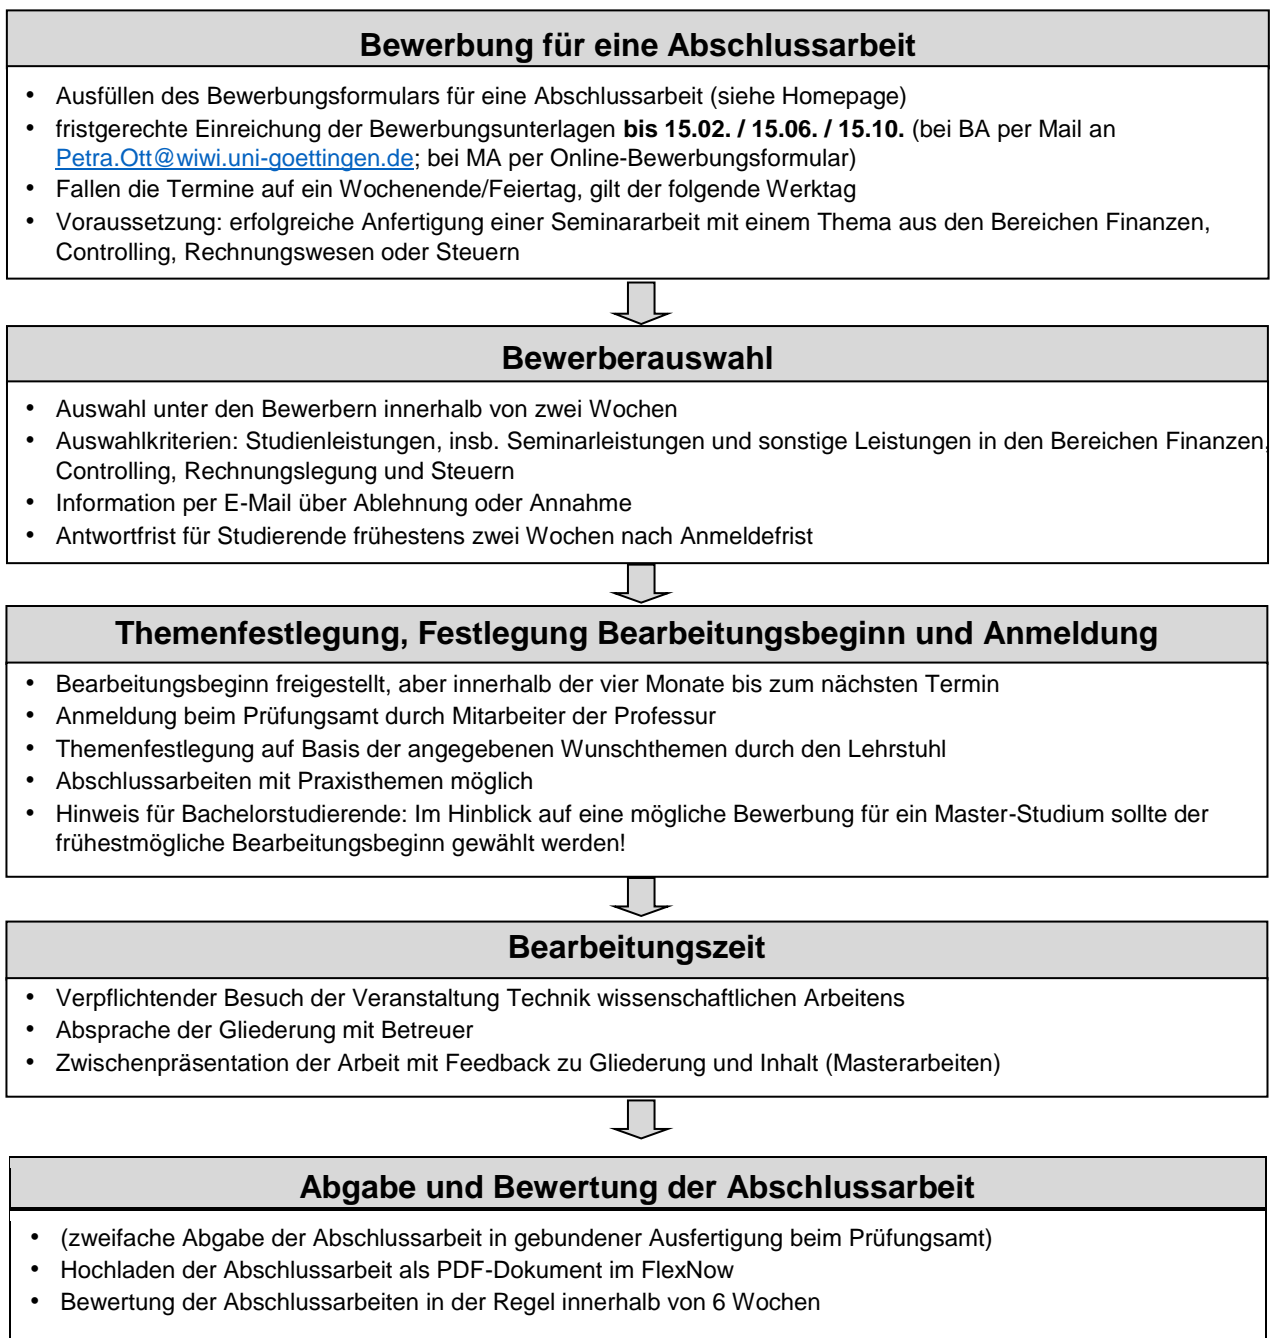 Bewerbung für eine Abschlussarbeit
• Ausfüllen des Bewerbungsformulars für eine Abschlussarbeit (siehe Homepage)
• fristgerechte Einreichung der Bewerbungsunterlagen bis 15.02. / 15.06. / 15.10. (bei BA per Mail an
Petra.Ott@wiwi.uni-goettingen.de; bei MA per Online-Bewerbungsformular)
• Fallen die Termine auf ein Wochenende/Feiertag, gilt der folgende Werktag
• Voraussetzung: erfolgreiche Anfertigung einer Seminararbeit mit einem Thema aus den Bereichen Finanzen,
Controlling, Rechnungswesen oder Steuern
Bewerberauswahl
• Auswahl unter den Bewerbern innerhalb von zwei Wochen
• Auswahlkriterien: Studienleistungen, insb. Seminarleistungen und sonstige Leistungen in den Bereichen Finanzen,
Controlling, Rechnungslegung und Steuern
• Information per E-Mail über Ablehnung oder Annahme
• Antwortfrist für Studierende frühestens zwei Wochen nach Anmeldefrist
Themenfestlegung, Festlegung Bearbeitungsbeginn und Anmeldung
• Bearbeitungsbeginn freigestellt, aber innerhalb der vier Monate bis zum nächsten Termin
• Anmeldung beim Prüfungsamt durch Mitarbeiter der Professur
• Themenfestlegung auf Basis der angegebenen Wunschthemen durch den Lehrstuhl
• Abschlussarbeiten mit Praxisthemen möglich
• Hinweis für Bachelorstudierende: Im Hinblick auf eine mögliche Bewerbung für ein Master-Studium sollte der
frühestmögliche Bearbeitungsbeginn gewählt werden!
Bearbeitungszeit
• Verpflichtender Besuch der Veranstaltung Technik wissenschaftlichen Arbeitens
• Absprache der Gliederung mit Betreuer
• Zwischenpräsentation der Arbeit mit Feedback zu Gliederung und Inhalt (Masterarbeiten)
Abgabe und Bewertung der Abschlussarbeit
• (zweifache Abgabe der Abschlussarbeit in gebundener Ausfertigung beim Prüfungsamt)
• Hochladen der Abschlussarbeit als PDF-Dokument im FlexNow
• Bewertung der Abschlussarbeiten in der Regel innerhalb von 6 Wochen